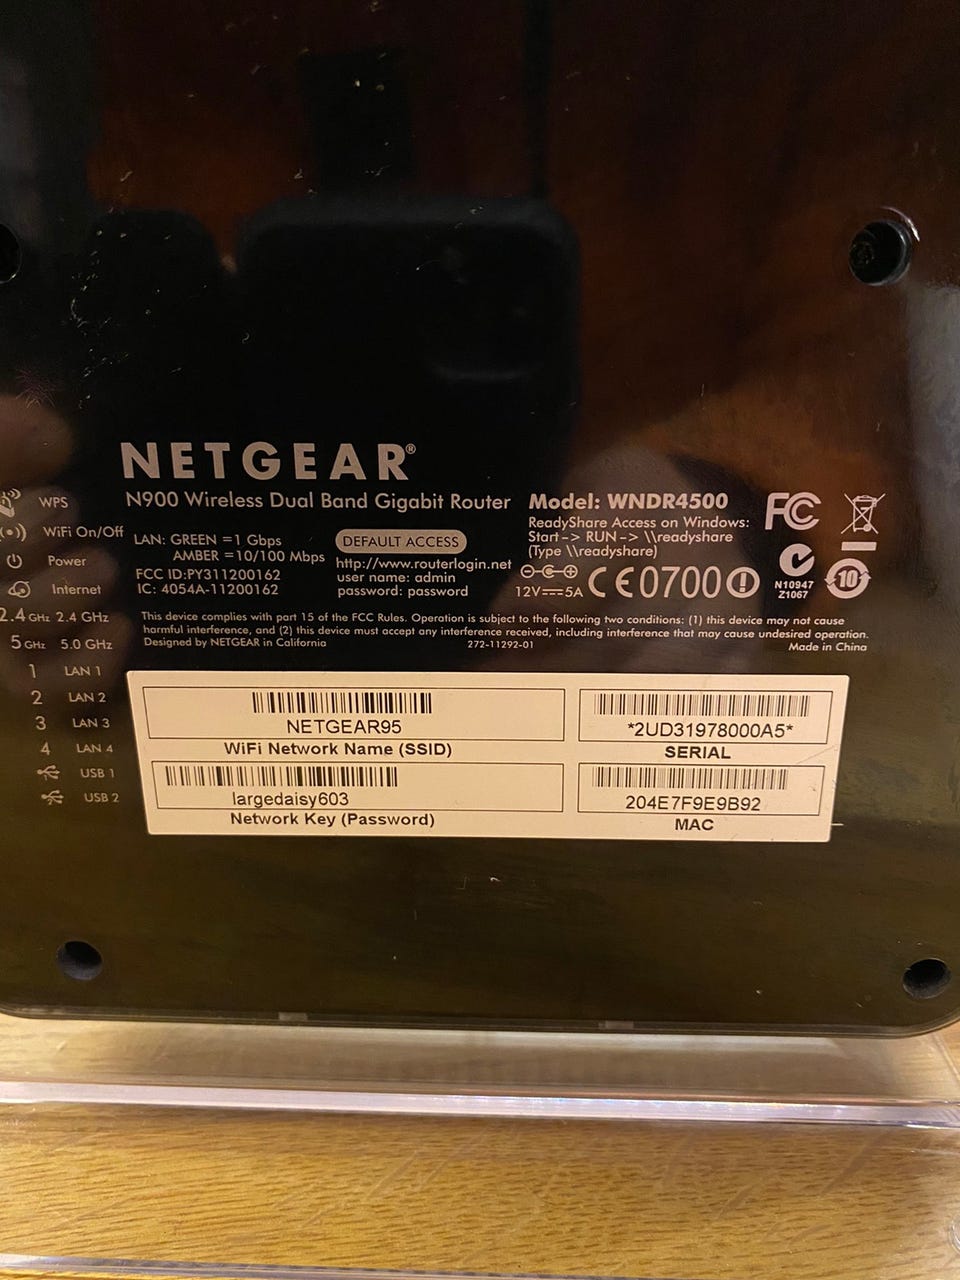 NETGEAR®
N900 Wireless Dual Band Gigabit Router
Model: WNDR4500
ReadyShare Access on Windows:
Start -> RUN -> \\readyshare
(Type \\readyshare)
LAN: GREEN =1 Gbps
AMBER =10/100 Mbps
FCC ID:PY311200162
IC: 4054A-11200162
DEFAULT ACCESS
http://www.routerlogin.net
user name: admin
password: password
12V⎓5A
CE0700
FC
N10947
Z1067
10
This device complies with part 15 of the FCC Rules. Operation is subject to the following two conditions: (1) this device may not cause
harmful interference, and (2) this device must accept any interference received, including interference that may cause undesired operation.
Designed by NETGEAR in California
272-11292-01
Made in China
WPS
WiFi On/Off
Power
Internet
2.4 GHz 2.4 GHz
5 GHz 5.0 GHz
1 LAN 1
2 LAN 2
3 LAN 3
4 LAN 4
USB 1
USB 2
NETGEAR95
WiFi Network Name (SSID)
largedaisy603
Network Key (Password)
*2UD31978000A5*
SERIAL
204E7F9E9B92
MAC